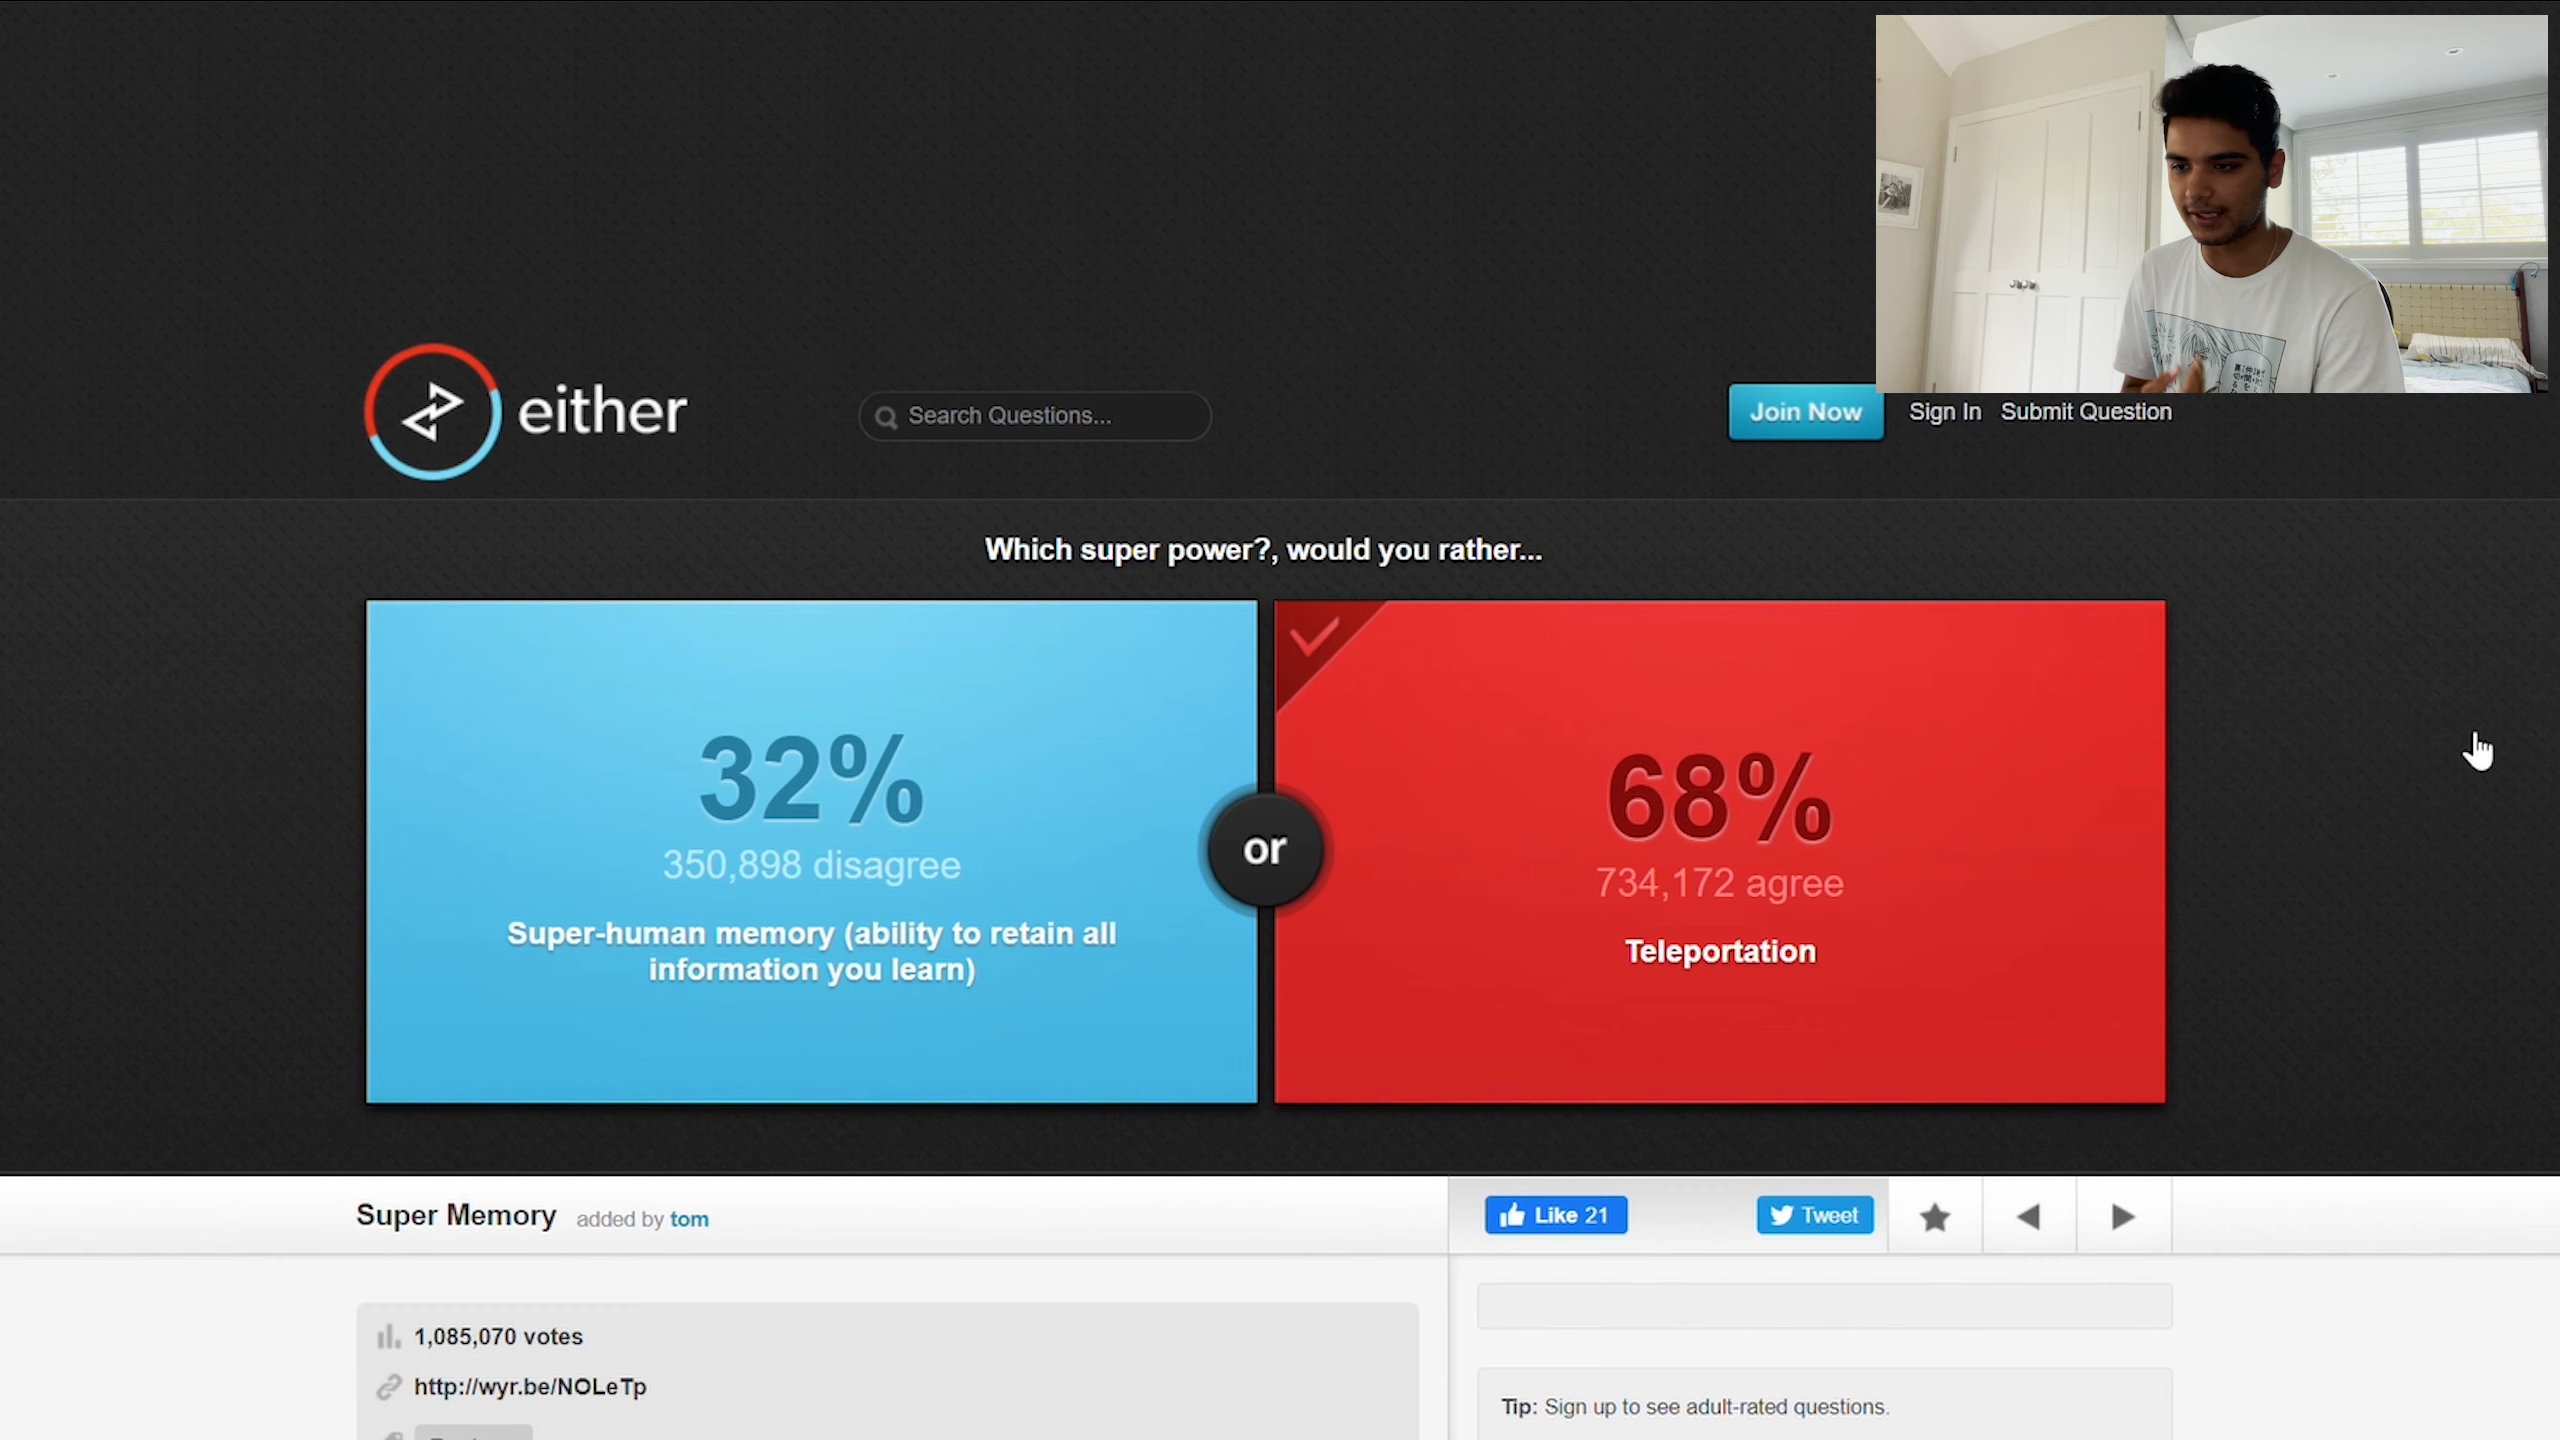 either
Search Questions...
Join Now
Sign In
Submit Question
Which super power?, would you rather...
32%
350,898 disagree
Super-human memory (ability to retain all
information you learn)
or
68%
734,172 agree
Teleportation
Super Memory added by tom
Like 21
Tweet
1,085,070 votes
http://wyr.be/NOLeTp
Tip: Sign up to see adult-rated questions.